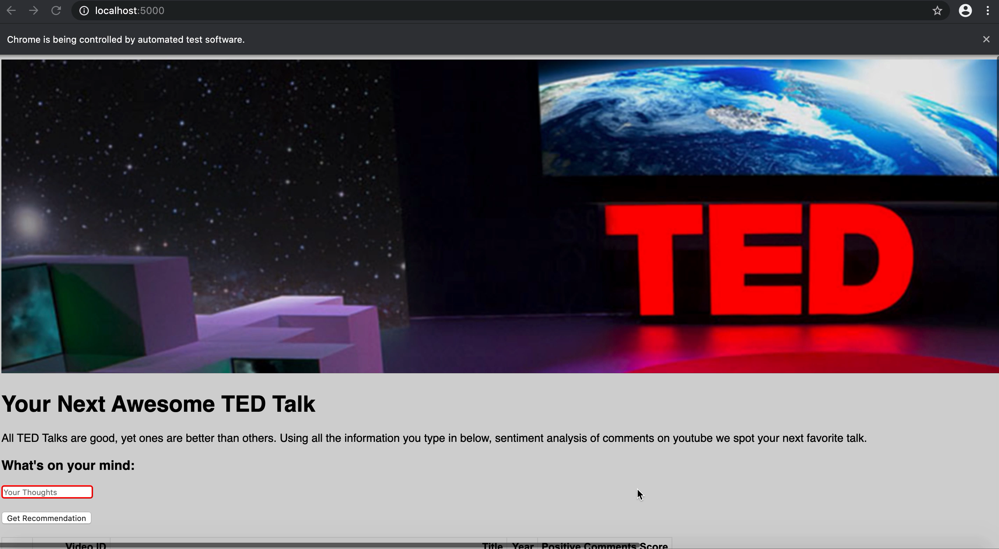 localhost:5000
Chrome is being controlled by automated test software.
TED
Your Next Awesome TED Talk
All TED Talks are good, yet ones are better than others. Using all the information you type in below, sentiment analysis of comments on youtube we spot your next favorite talk.
What's on your mind:
Your Thoughts
Get Recommendation
Video ID Title Year Positive Comments Score